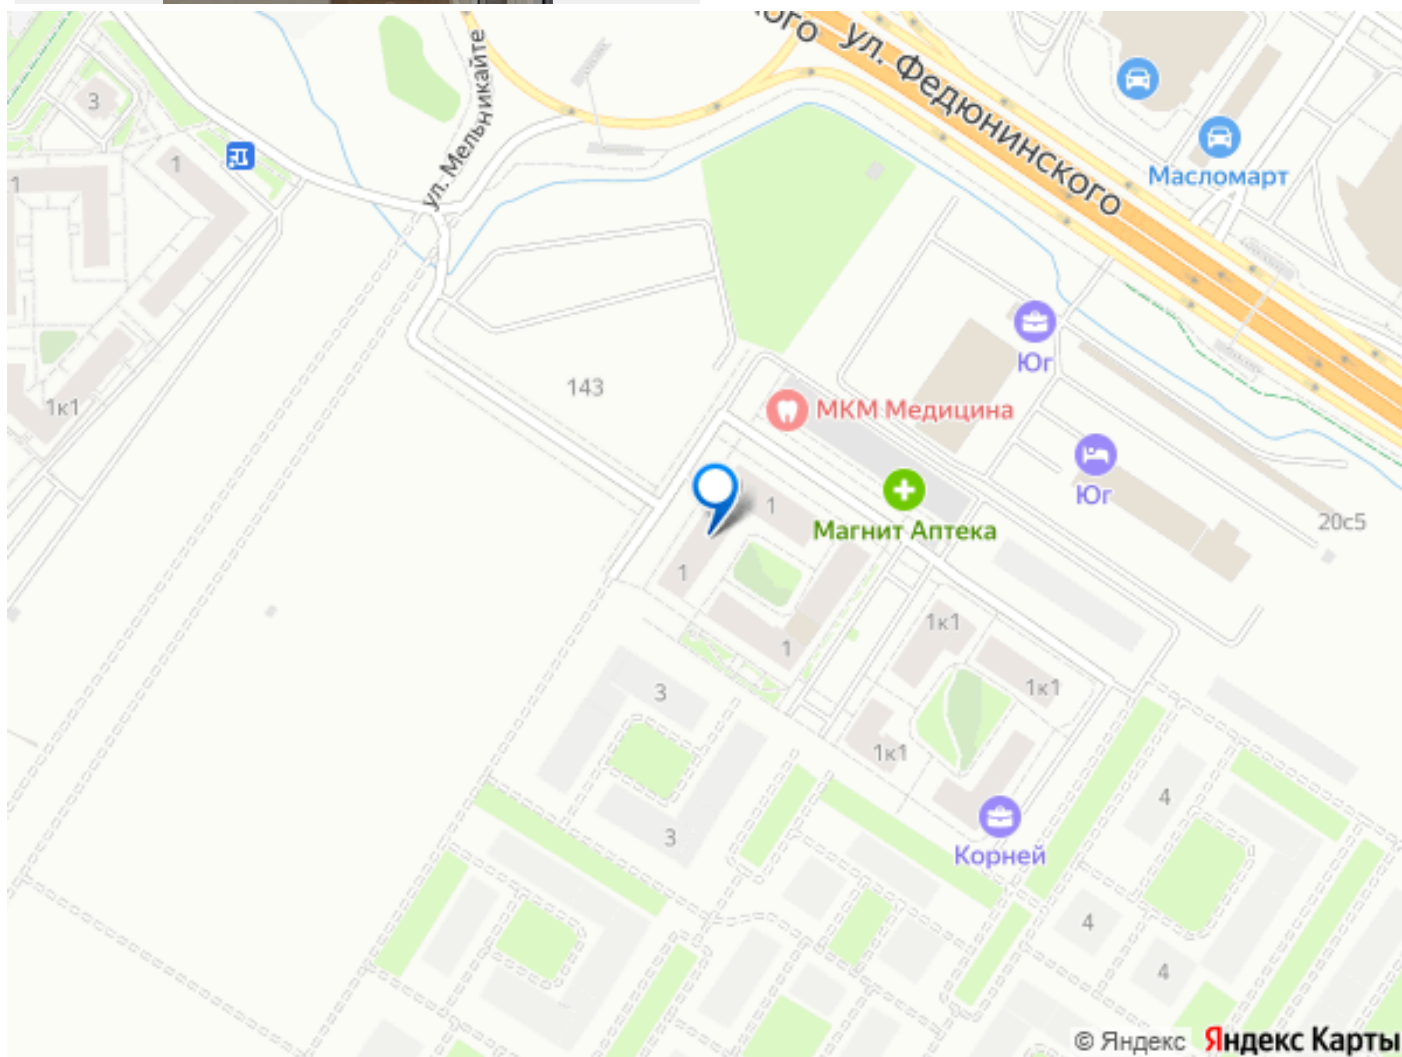 ого
ул. Федюнинского
ул. Мельникайте
3
1
1
Масломарт
1к1
143
Юг
МКМ Медицина
Юг
1
Магнит Аптека
20с5
1
1к1
1
1к1
3
1к1
4
3
Корней
4
4
© Яндекс Яндекс Карты